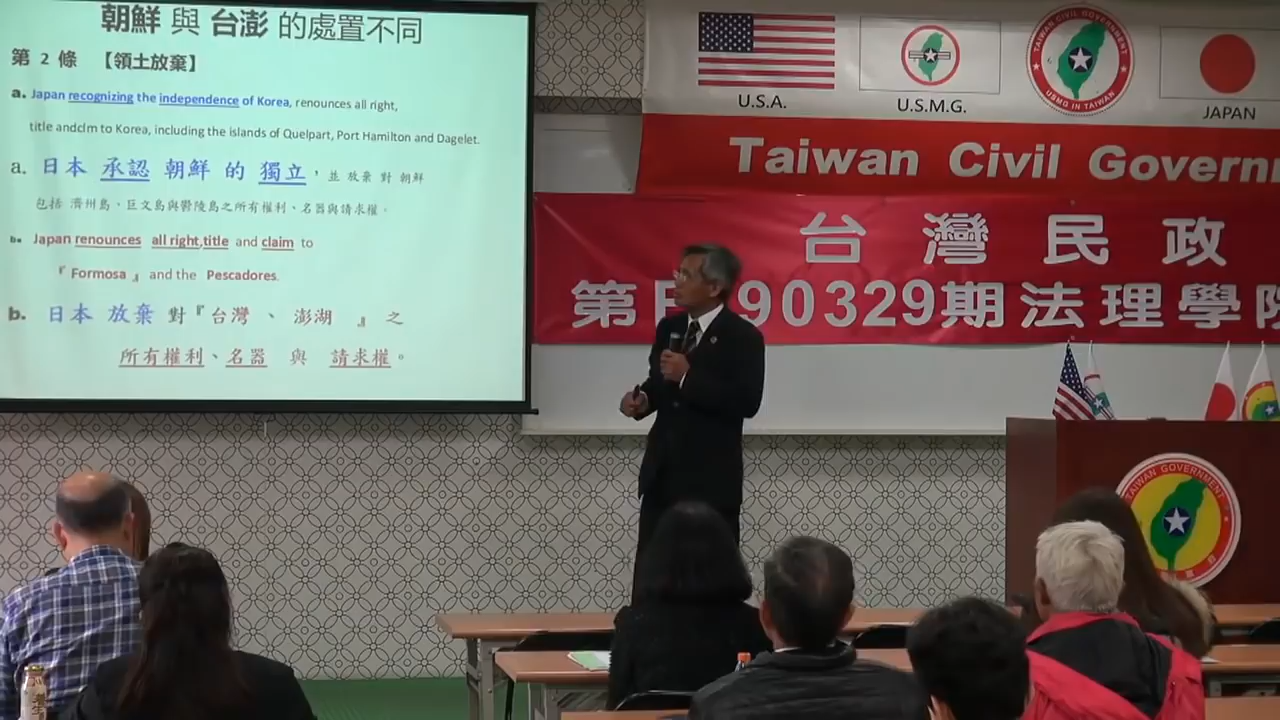 朝鮮 與 台澎 的處置不同
第 2 條 【領土放棄】
a. Japan recognizing the independence of Korea, renounces all right,
title andclm to Korea, including the islands of Quelpart, Port Hamilton and Dagelet.
a. 日本 承認 朝鮮 的 獨立，並 放棄 對 朝鮮
包括 濟州島、巨文島與鬱陵島之所有權利、名器與請求權。
b. Japan renounces all right,title and claim to
『 Formosa 』 and the Pescadores.
b. 日本 放棄 對『台灣 、 澎湖 』之
所有權利、名器 與 請求權。
U.S.A.
U.S.M.G.
TAIWAN CIVIL GOVERNMENT
USMG IN TAIWAN
JAPAN
Taiwan Civil Governm
台灣民政
第 90329期法理學院
TAIWAN GOVERNMENT